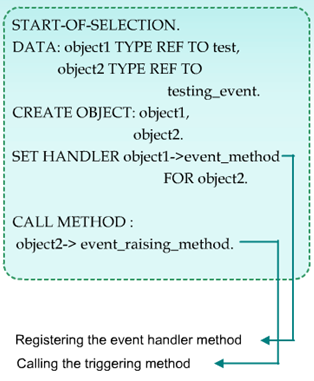 START-OF-SELECTION.
DATA: object1 TYPE REF TO test,
object2 TYPE REF TO
testing_event.
CREATE OBJECT: object1,
object2.
SET HANDLER object1->event_method
FOR object2.
CALL METHOD :
object2-> event_raising_method.
Registering the event handler method
Calling the triggering method